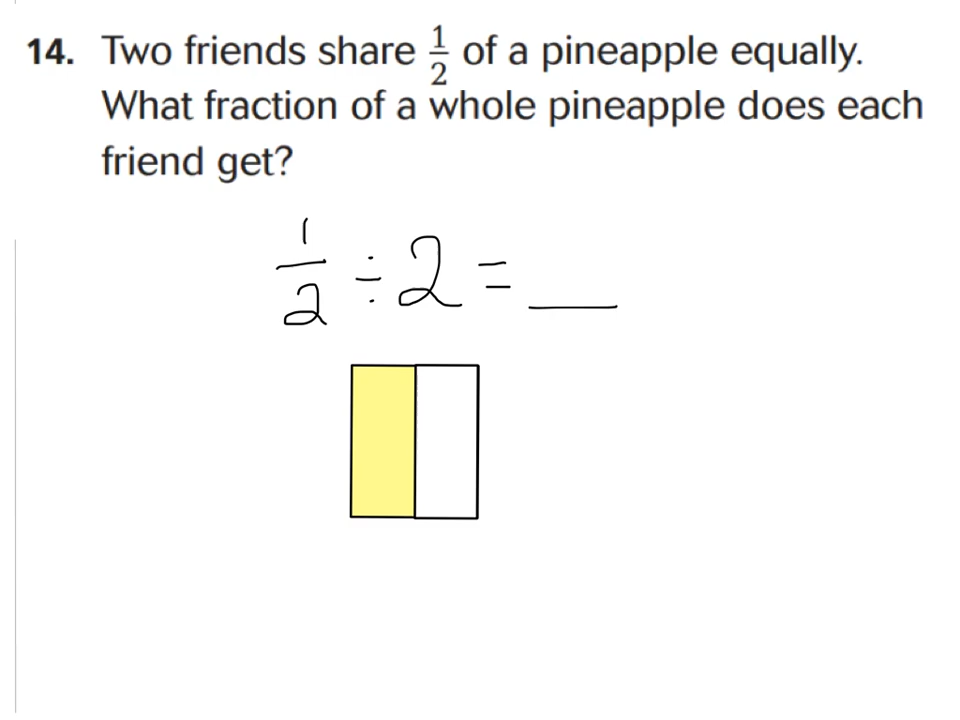 14. Two friends share 1/2 of a pineapple equally.
What fraction of a whole pineapple does each
friend get?
1/2 ÷ 2 = ___